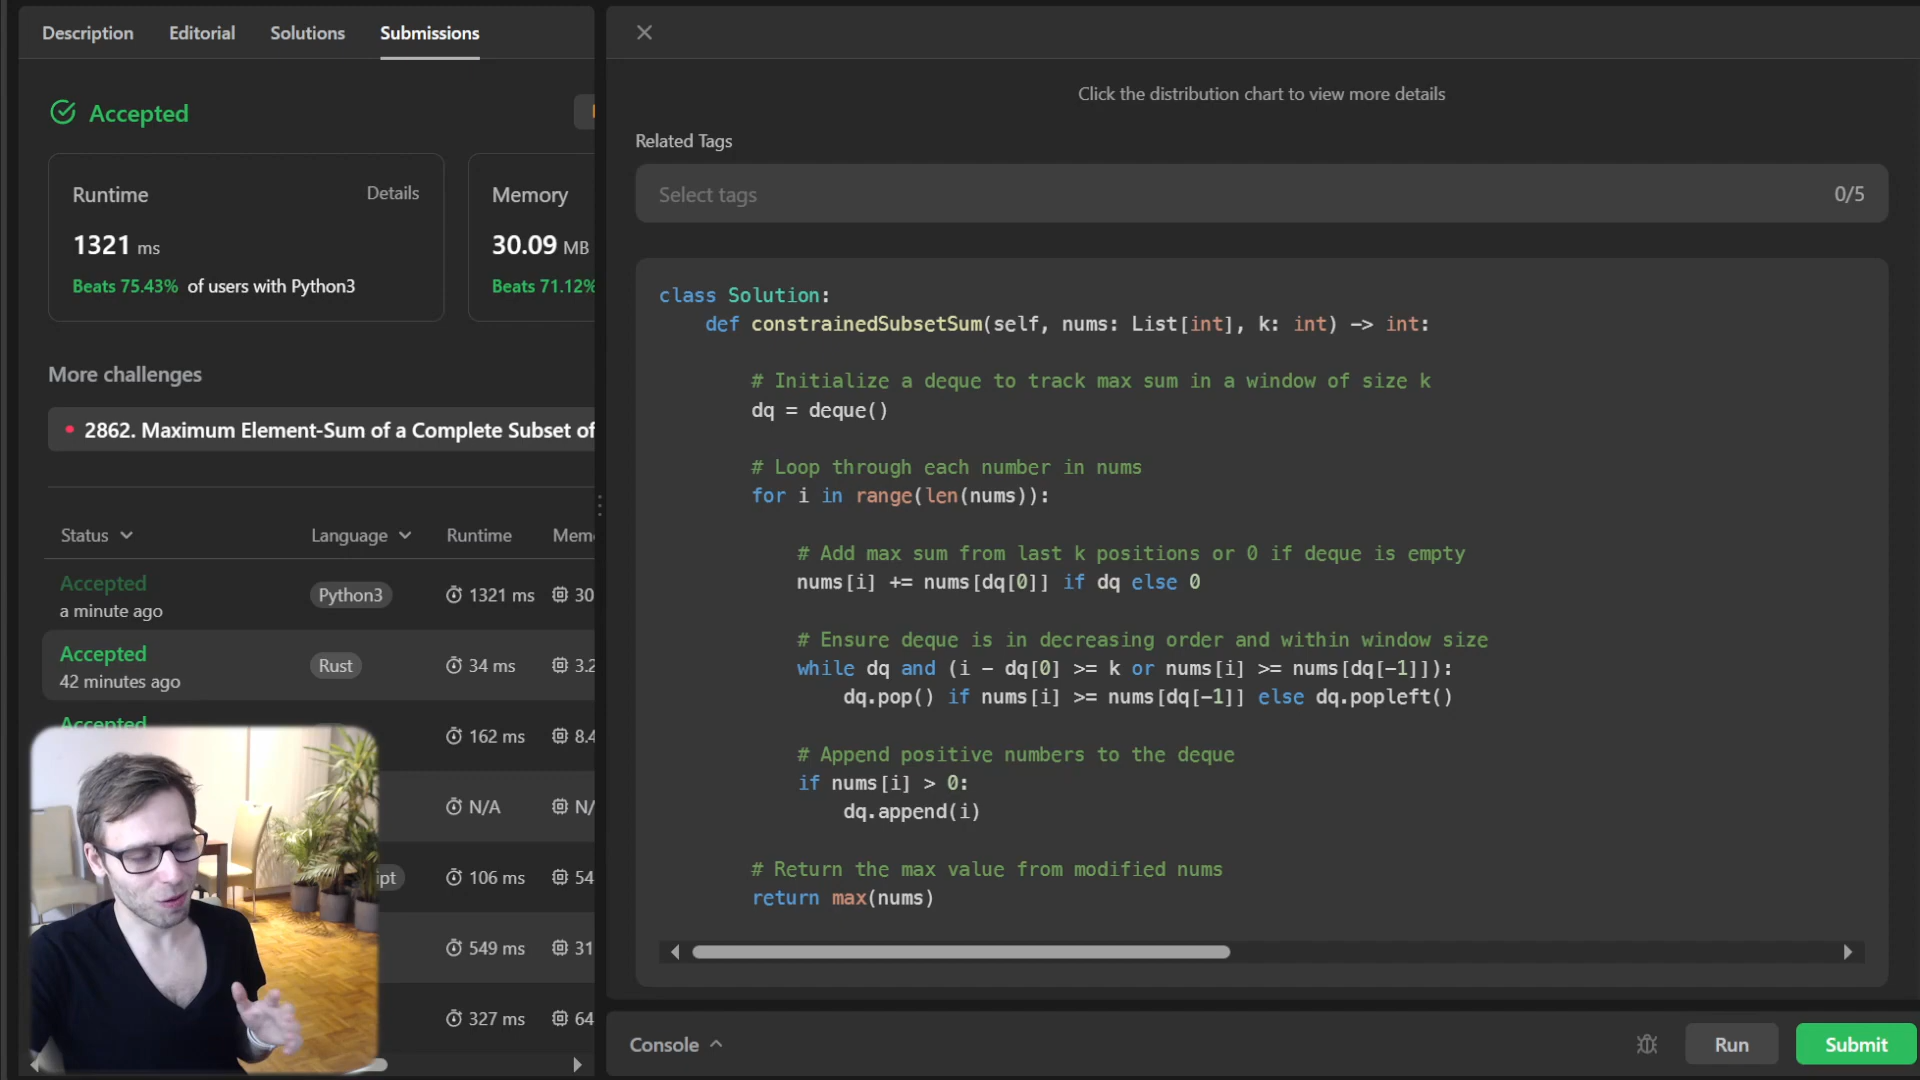 Description Editorial Solutions Submissions
Accepted
Runtime Details Memory
1321 ms 30.09 MB
Beats 75.43% of users with Python3 Beats 71.12%
More challenges
2862. Maximum Element-Sum of a Complete Subset of
Status Language Runtime Mem
Accepted
a minute ago Python3 1321 ms 30
Accepted
42 minutes ago Rust 34 ms 3.2
Accepted
162 ms 8.4
N/A N/
ipt 106 ms 54
549 ms 31
327 ms 64
Click the distribution chart to view more details
Related Tags
Select tags 0/5
class Solution:
def constrainedSubsetSum(self, nums: List[int], k: int) -> int:
# Initialize a deque to track max sum in a window of size k
dq = deque()
# Loop through each number in nums
for i in range(len(nums)):
# Add max sum from last k positions or 0 if deque is empty
nums[i] += nums[dq[0]] if dq else 0
# Ensure deque is in decreasing order and within window size
while dq and (i - dq[0] >= k or nums[i] >= nums[dq[-1]]):
dq.pop() if nums[i] >= nums[dq[-1]] else dq.popleft()
# Append positive numbers to the deque
if nums[i] > 0:
dq.append(i)
# Return the max value from modified nums
return max(nums)
Console Run Submit